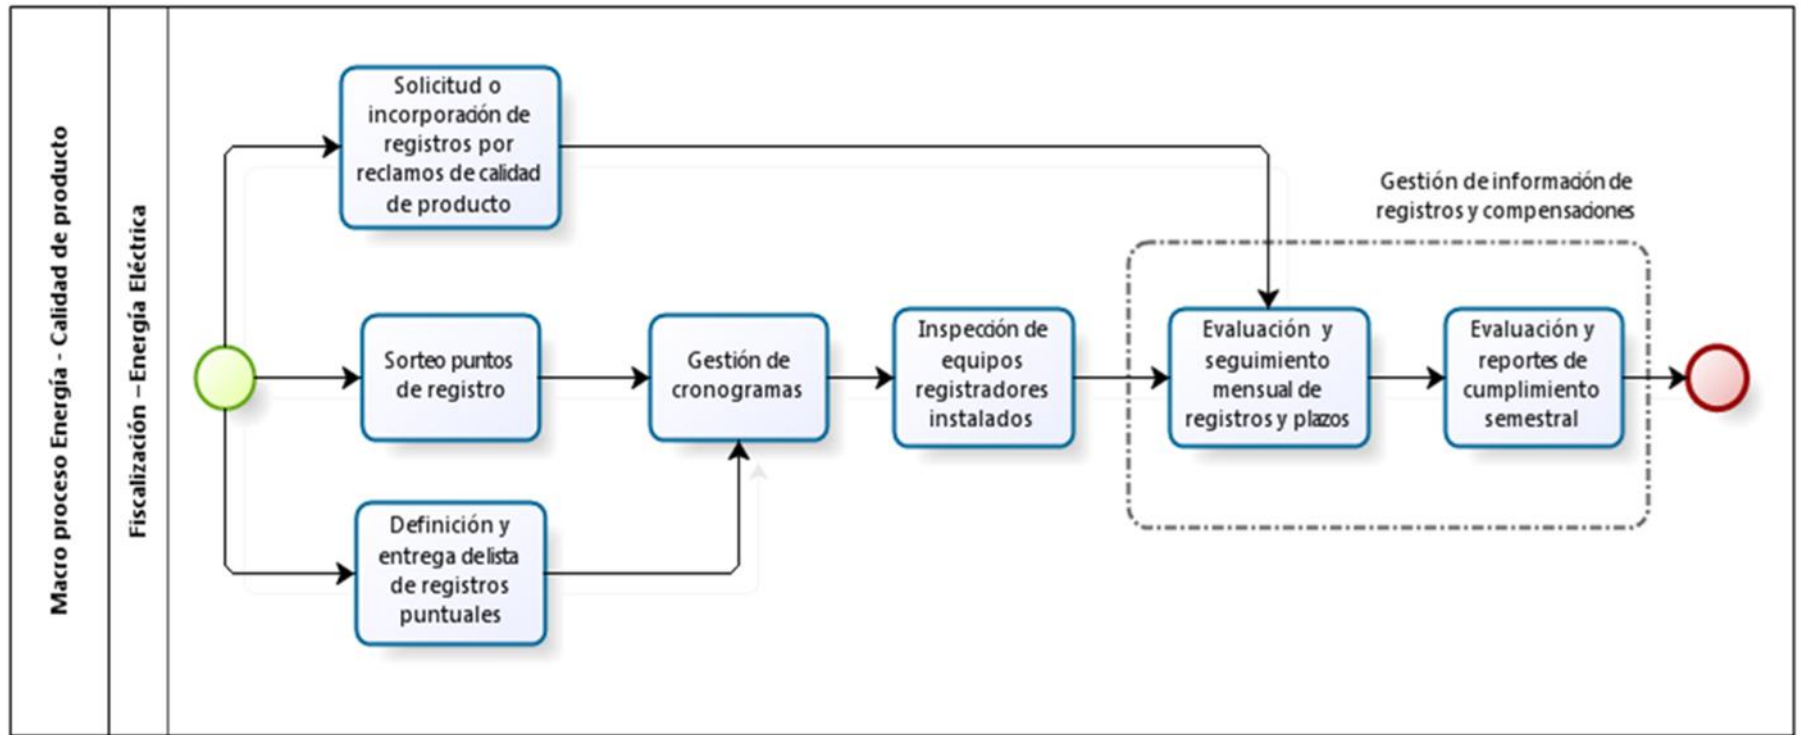 Macro proceso Energía - Calidad de producto
Fiscalización –Energía Eléctrica
Solicitud o
incorporación de
registros por
reclamos de calidad
de producto
Gestión de información de
registros y compensaciones
Sorteo puntos
de registro
Gestión de
cronogramas
Inspección de
equipos
registradores
instalados
Evaluación y
seguimiento
mensual de
registros y plazos
Evaluación y
reportes de
cumplimiento
semestral
Definición y
entrega de lista
de registros
puntuales